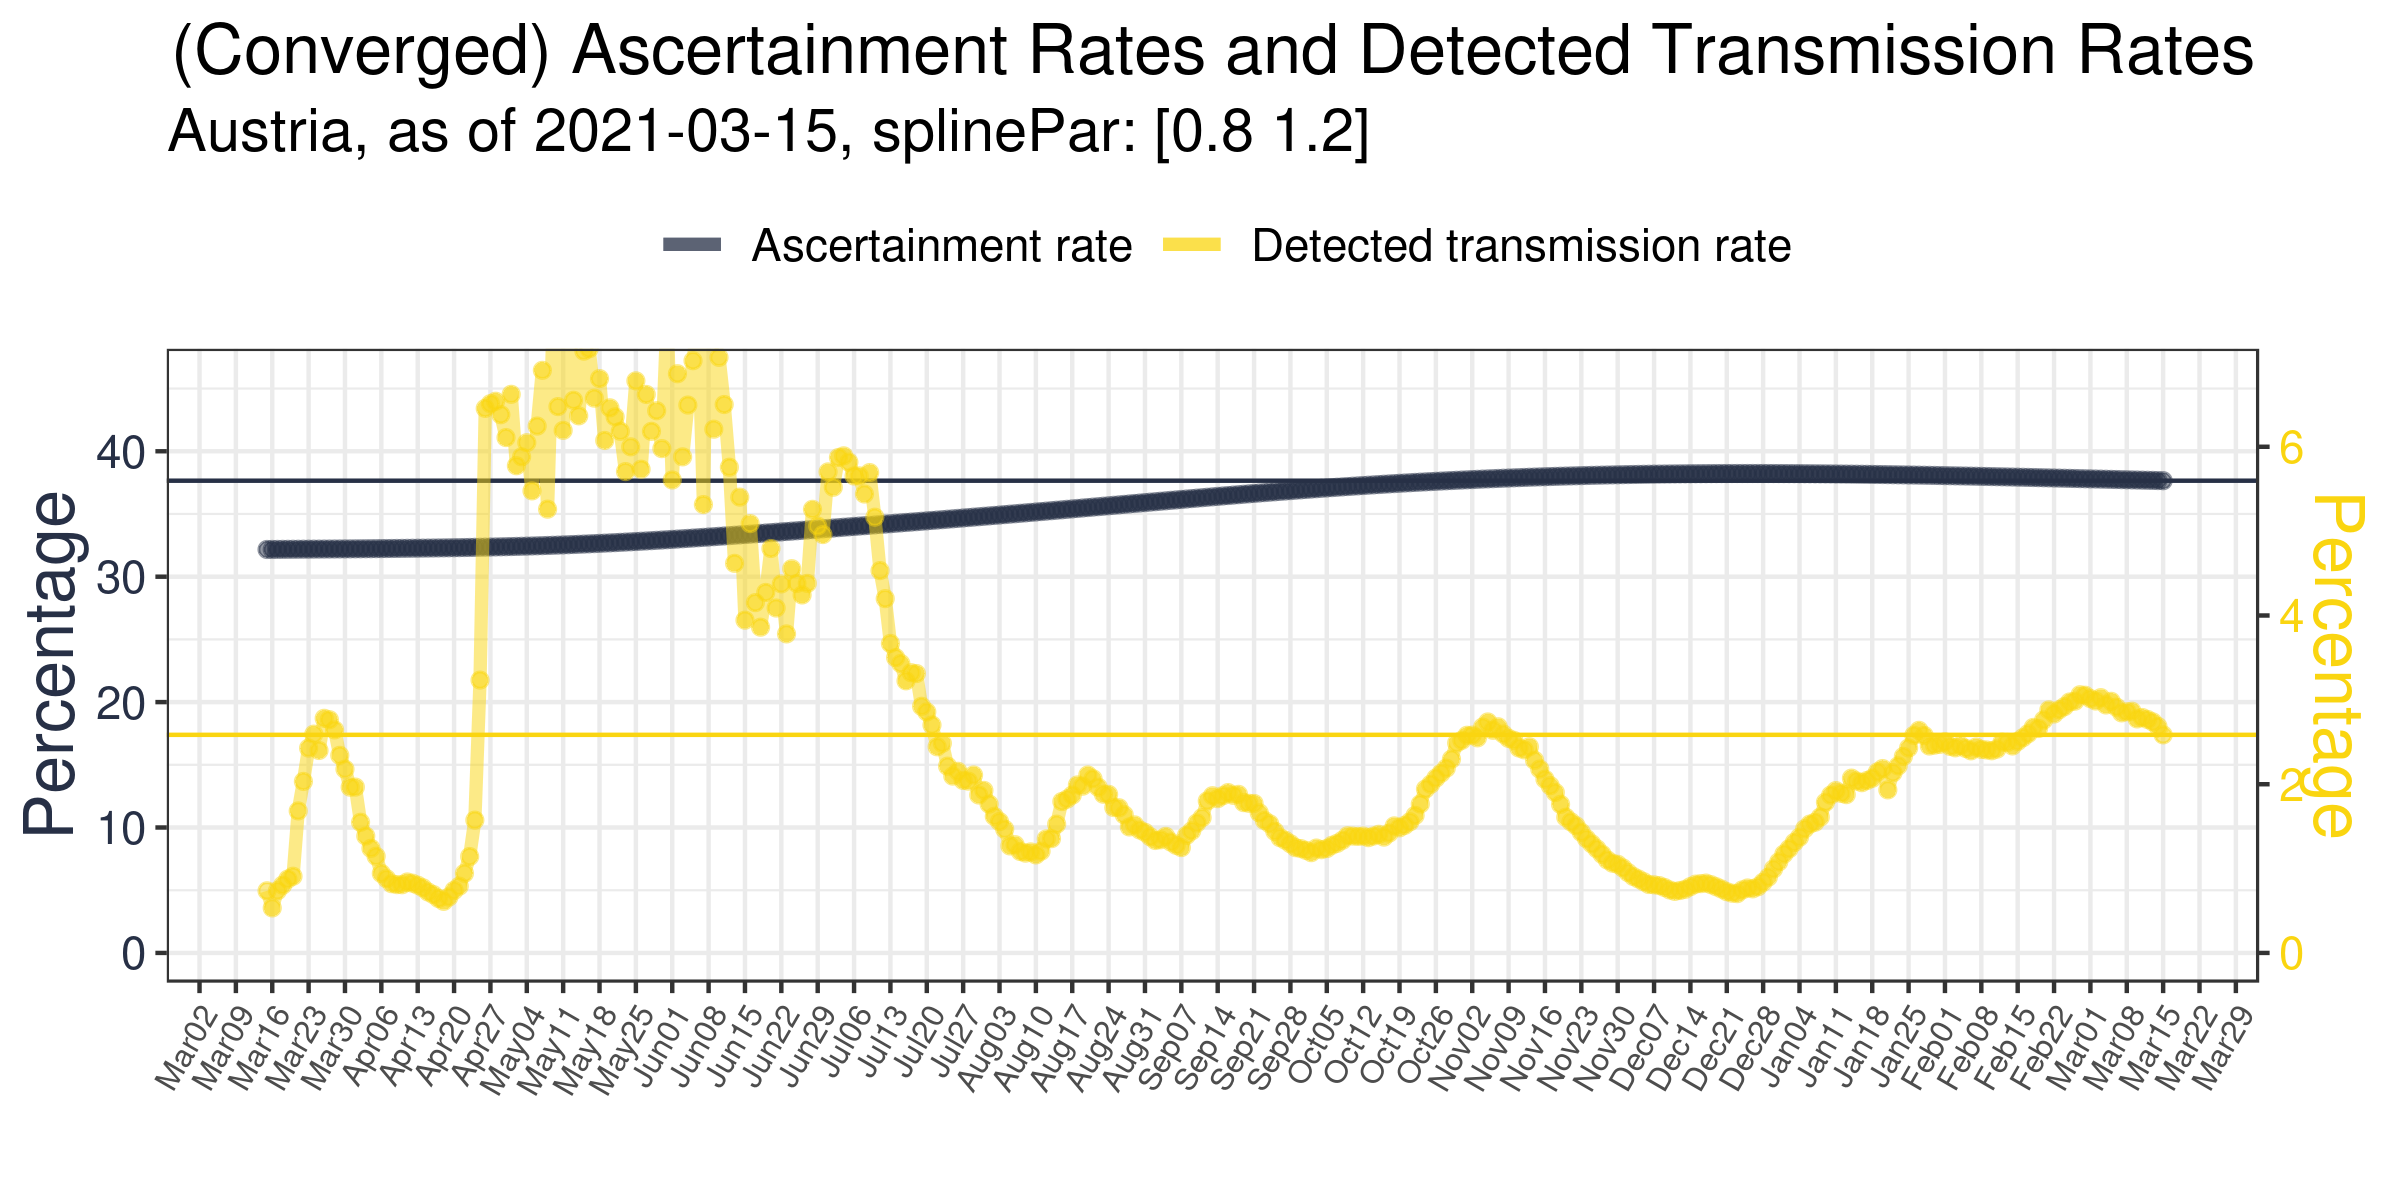 (Converged) Ascertainment Rates and Detected Transmission Rates
Austria, as of 2021-03-15, splinePar: [0.8 1.2]
Ascertainment rate
Detected transmission rate
Percentage
40
30
20
10
0
6
4
2
0
Percentage
Mar02
Mar09
Mar16
Mar23
Mar30
Apr06
Apr13
Apr20
Apr27
May04
May11
May18
May25
Jun01
Jun08
Jun15
Jun22
Jun29
Jul06
Jul13
Jul20
Jul27
Aug03
Aug10
Aug17
Aug24
Aug31
Sep07
Sep14
Sep21
Sep28
Oct05
Oct12
Oct19
Oct26
Nov02
Nov09
Nov16
Nov23
Nov30
Dec07
Dec14
Dec21
Dec28
Jan04
Jan11
Jan18
Jan25
Feb01
Feb08
Feb15
Feb22
Mar01
Mar08
Mar15
Mar22
Mar29